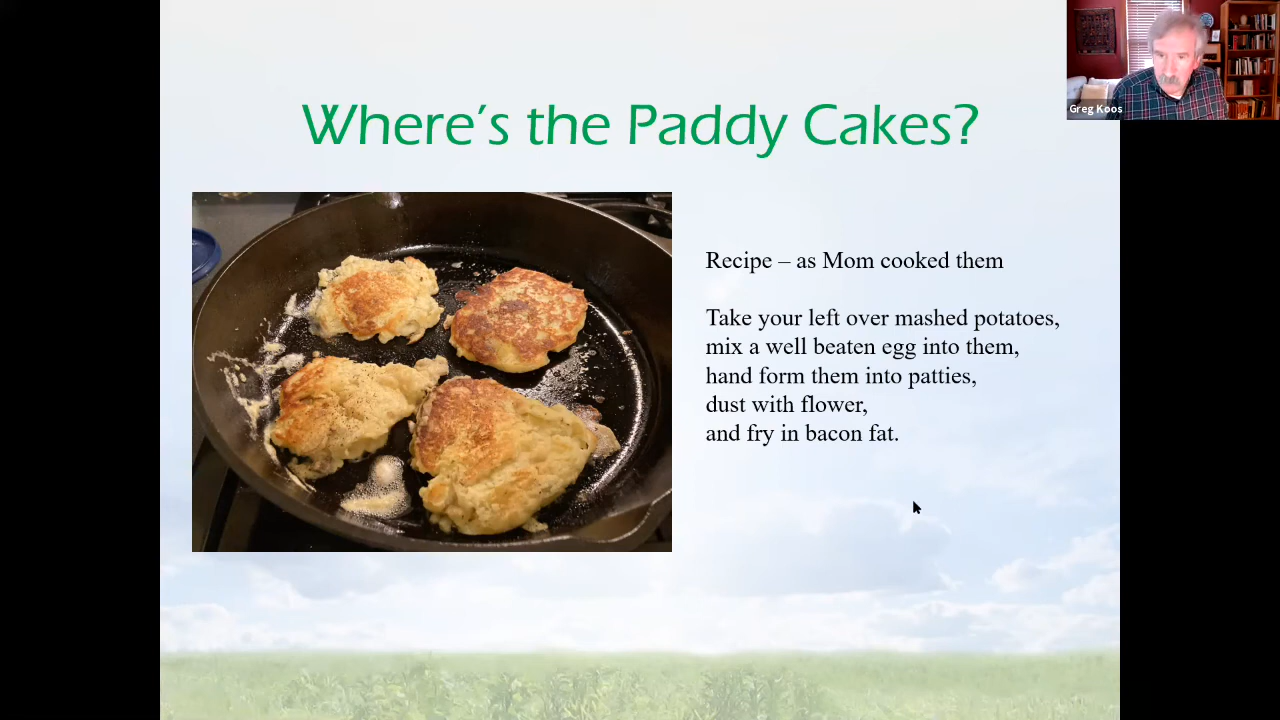 Greg Koos
Where's the Paddy Cakes?
Recipe – as Mom cooked them
Take your left over mashed potatoes,
mix a well beaten egg into them,
hand form them into patties,
dust with flower,
and fry in bacon fat.